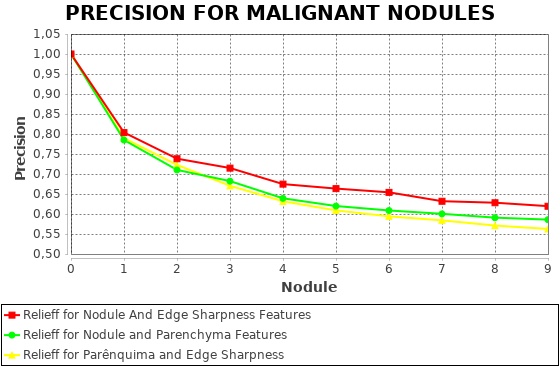 PRECISION FOR MALIGNANT NODULES
1,05
1,00
0,95
0,90
0,85
0,80
0,75
0,70
0,65
0,60
0,55
0,50
Precision
0 1 2 3 4 5 6 7 8 9
Nodule
Relieff for Nodule And Edge Sharpness Features
Relieff for Nodule and Parenchyma Features
Relieff for Parênquima and Edge Sharpness